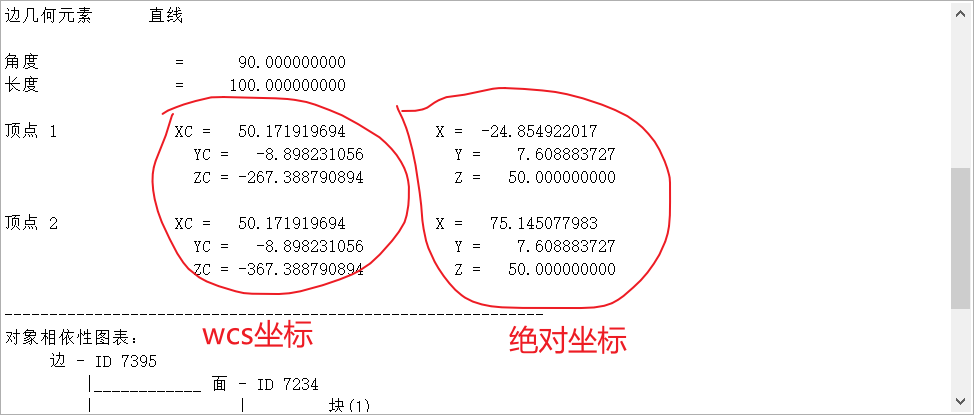 边几何元素 直线
角度 = 90.000000000
长度 = 100.000000000
顶点 1 XC = 50.171919694 X = -24.854922017
YC = -8.898231056 Y = 7.608883727
ZC = -267.388790894 Z = 50.000000000
顶点 2 XC = 50.171919694 X = 75.145077983
YC = -8.898231056 Y = 7.608883727
ZC = -367.388790894 Z = 50.000000000
------------------------------------------------------------
对象相依性图表：
wcs坐标 绝对坐标
边 - ID 7395
|____________ 面 - ID 7234
| | 块(1)